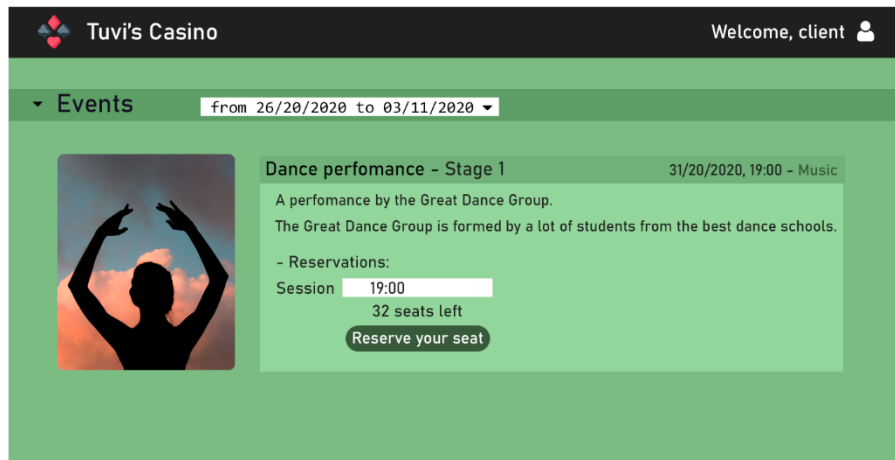 Tuvi's Casino
Welcome, client
Events
from 26/20/2020 to 03/11/2020
Dance perfomance - Stage 1
31/20/2020, 19:00 - Music
A perfomance by the Great Dance Group.
The Great Dance Group is formed by a lot of students from the best dance schools.
- Reservations:
Session 19:00
32 seats left
Reserve your seat